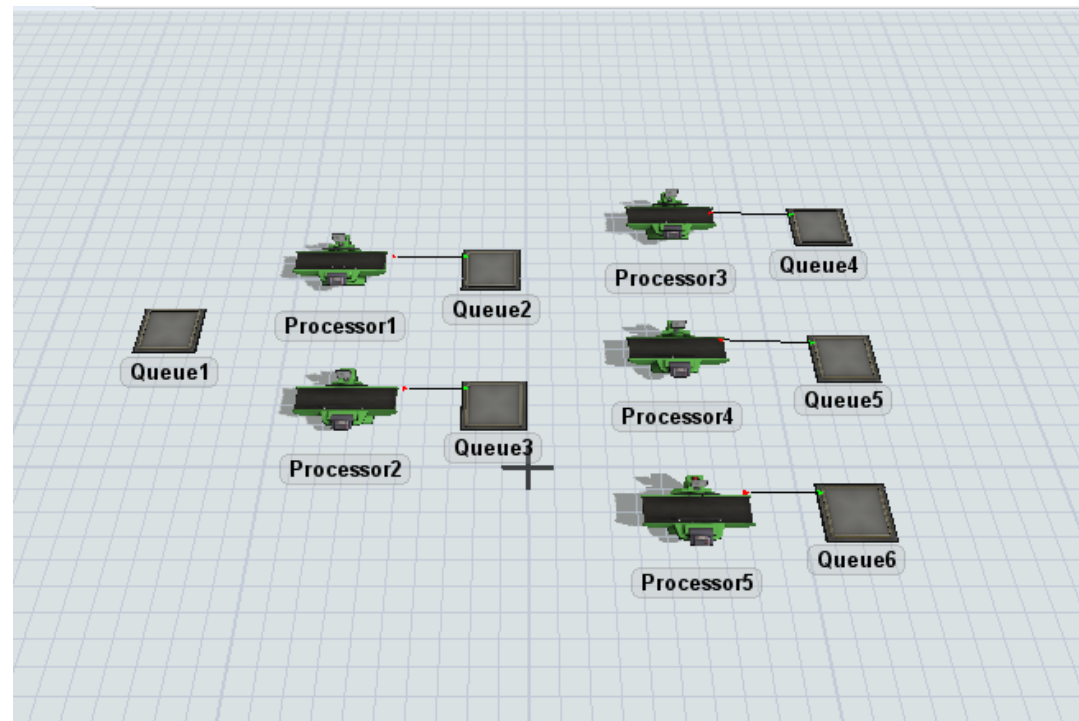 Queue1
Processor1
Queue2
Processor2
Queue3
Processor3
Queue4
Processor4
Queue5
Processor5
Queue6